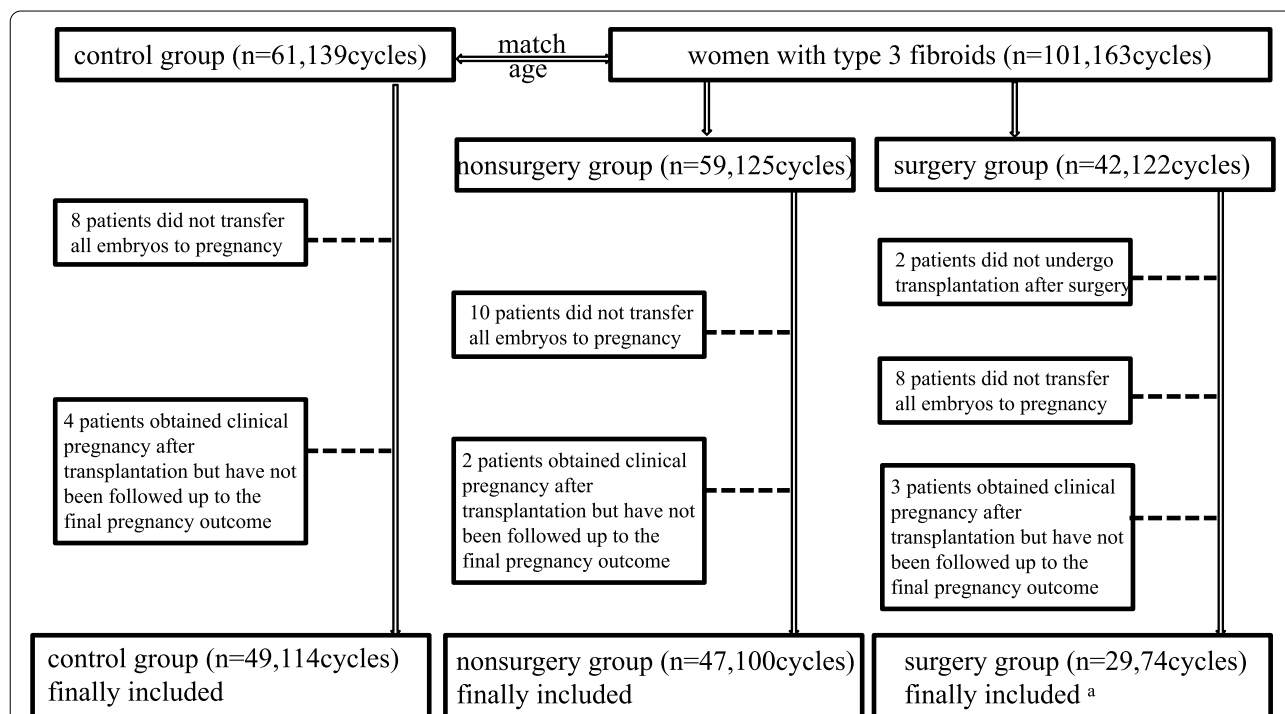 control group (n=61,139cycles)
match
age
women with type 3 fibroids (n=101,163cycles)
nonsurgery group (n=59,125cycles)
surgery group (n=42,122cycles)
8 patients did not transfer
all embryos to pregnancy
2 patients did not undergo
transplantation after surgery
10 patients did not transfer
all embryos to pregnancy
8 patients did not transfer
all embryos to pregnancy
4 patients obtained clinical
pregnancy after
transplantation but have not
been followed up to the
final pregnancy outcome
2 patients obtained clinical
pregnancy after
transplantation but have not
been followed up to the
final pregnancy outcome
3 patients obtained clinical
pregnancy after
transplantation but have not
been followed up to the
final pregnancy outcome
control group (n=49,114cycles)
finally included
nonsurgery group (n=47,100cycles)
finally included
surgery group (n=29,74cycles)
finally included a